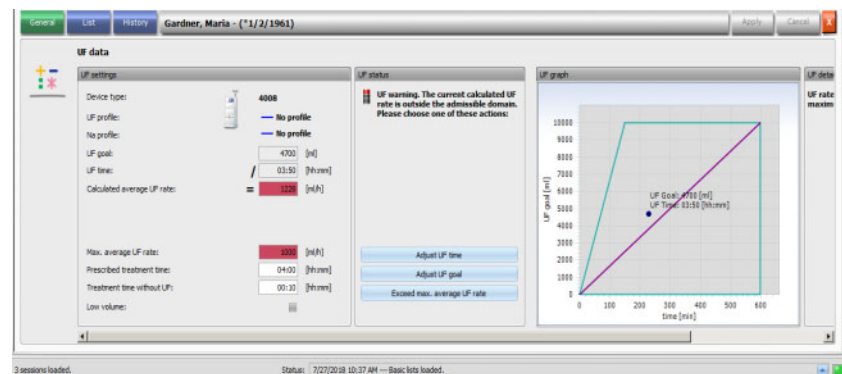 General List History Gardner, Maria - (*1/2/1961) Apply Cancel X
UF data
UF settings
Device type: 4008
UF profile: No profile
Na profile: No profile
UF goal: 4700 [ml]
UF time: / 03:50 [hh:mm]
Calculated average UF rate: = 1226 [ml/h]
Max. average UF rate: 1000 [ml/h]
Prescribed treatment time: 04:00 [hh:mm]
Treatment time without UF: 00:10 [hh:mm]
Low volume:
UF status
UF warning. The current calculated UF
rate is outside the admissible domain.
Please choose one of these actions:
Adjust UF time
Adjust UF goal
Exceed max. average UF rate
UF graph
UF goal [ml]
10000
9000
8000
7000
6000
5000
4000
3000
2000
1000
0
UF Goal: 4700 [ml]
UF Time: 03:50 [hh:mm]
0 100 200 300 400 500 600
time [min]
UF deta
UF rate
maxim
3 sessions loaded. Status: 7/27/2018 10:37 AM — Basic lists loaded.